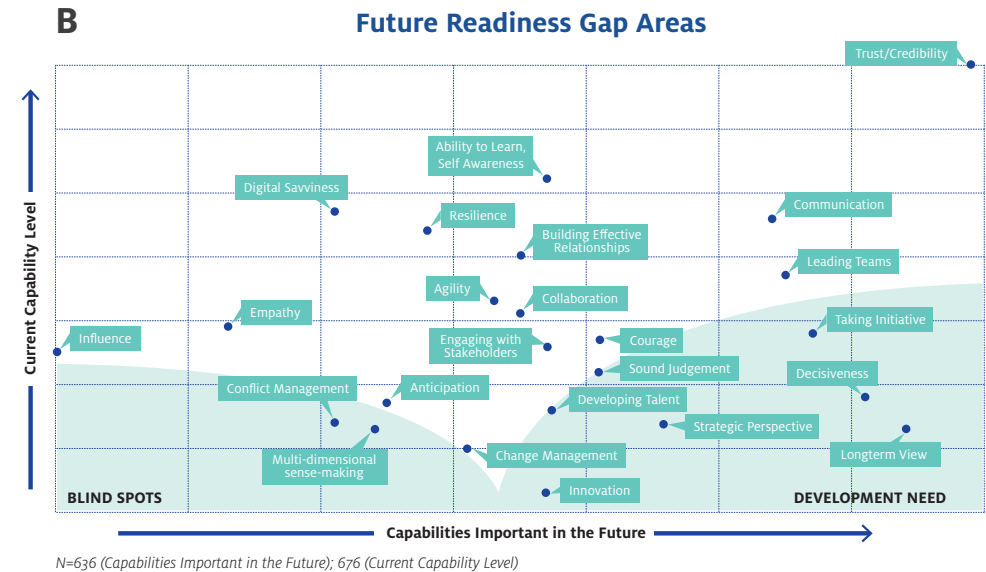 B
Future Readiness Gap Areas
Trust/Credibility
Ability to Learn,
Self Awareness
Digital Savviness
Resilience
Communication
Building Effective
Relationships
Leading Teams
Agility
Collaboration
Empathy
Taking Initiative
Influence
Engaging with
Stakeholders
Courage
Sound Judgement
Decisiveness
Conflict Management
Anticipation
Developing Talent
Strategic Perspective
Multi-dimensional
sense-making
Change Management
Longterm View
Innovation
BLIND SPOTS
DEVELOPMENT NEED
Current Capability Level
Capabilities Important in the Future
N=636 (Capabilities Important in the Future); 676 (Current Capability Level)